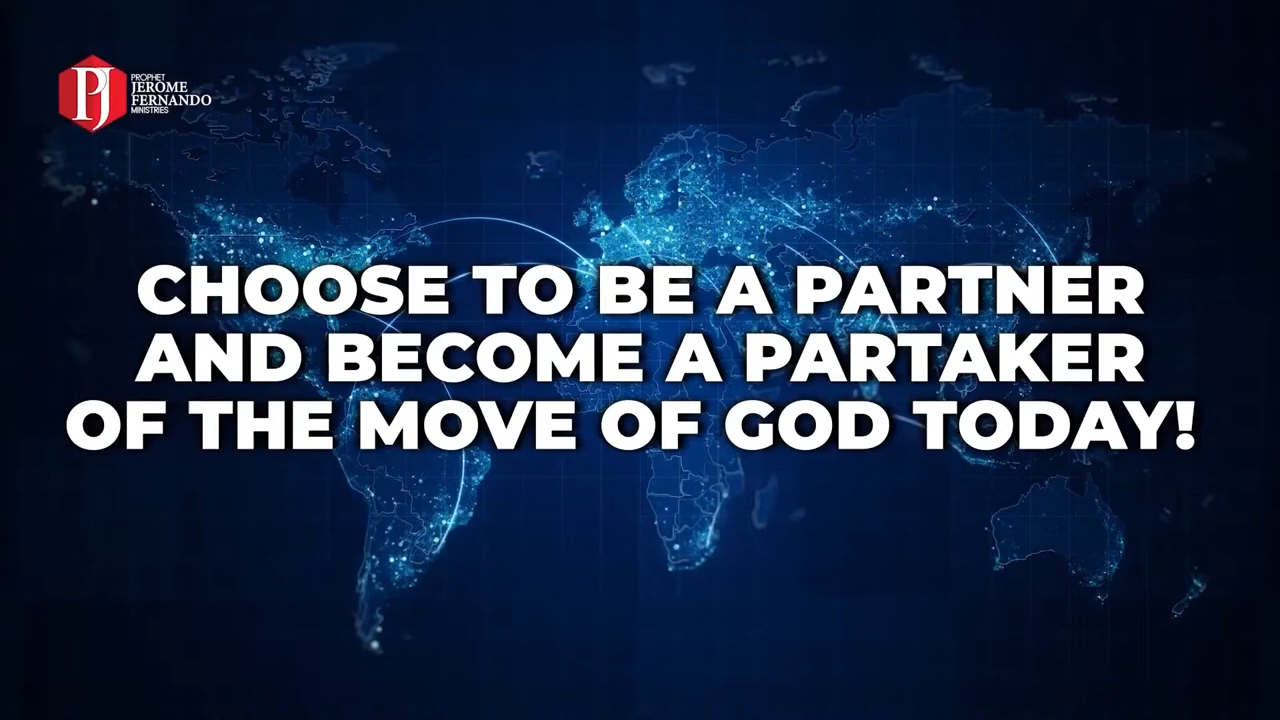 PJ
PROPHET
JEROME
FERNANDO
MINISTRIES
CHOOSE TO BE A PARTNER
AND BECOME A PARTAKER
OF THE MOVE OF GOD TODAY!